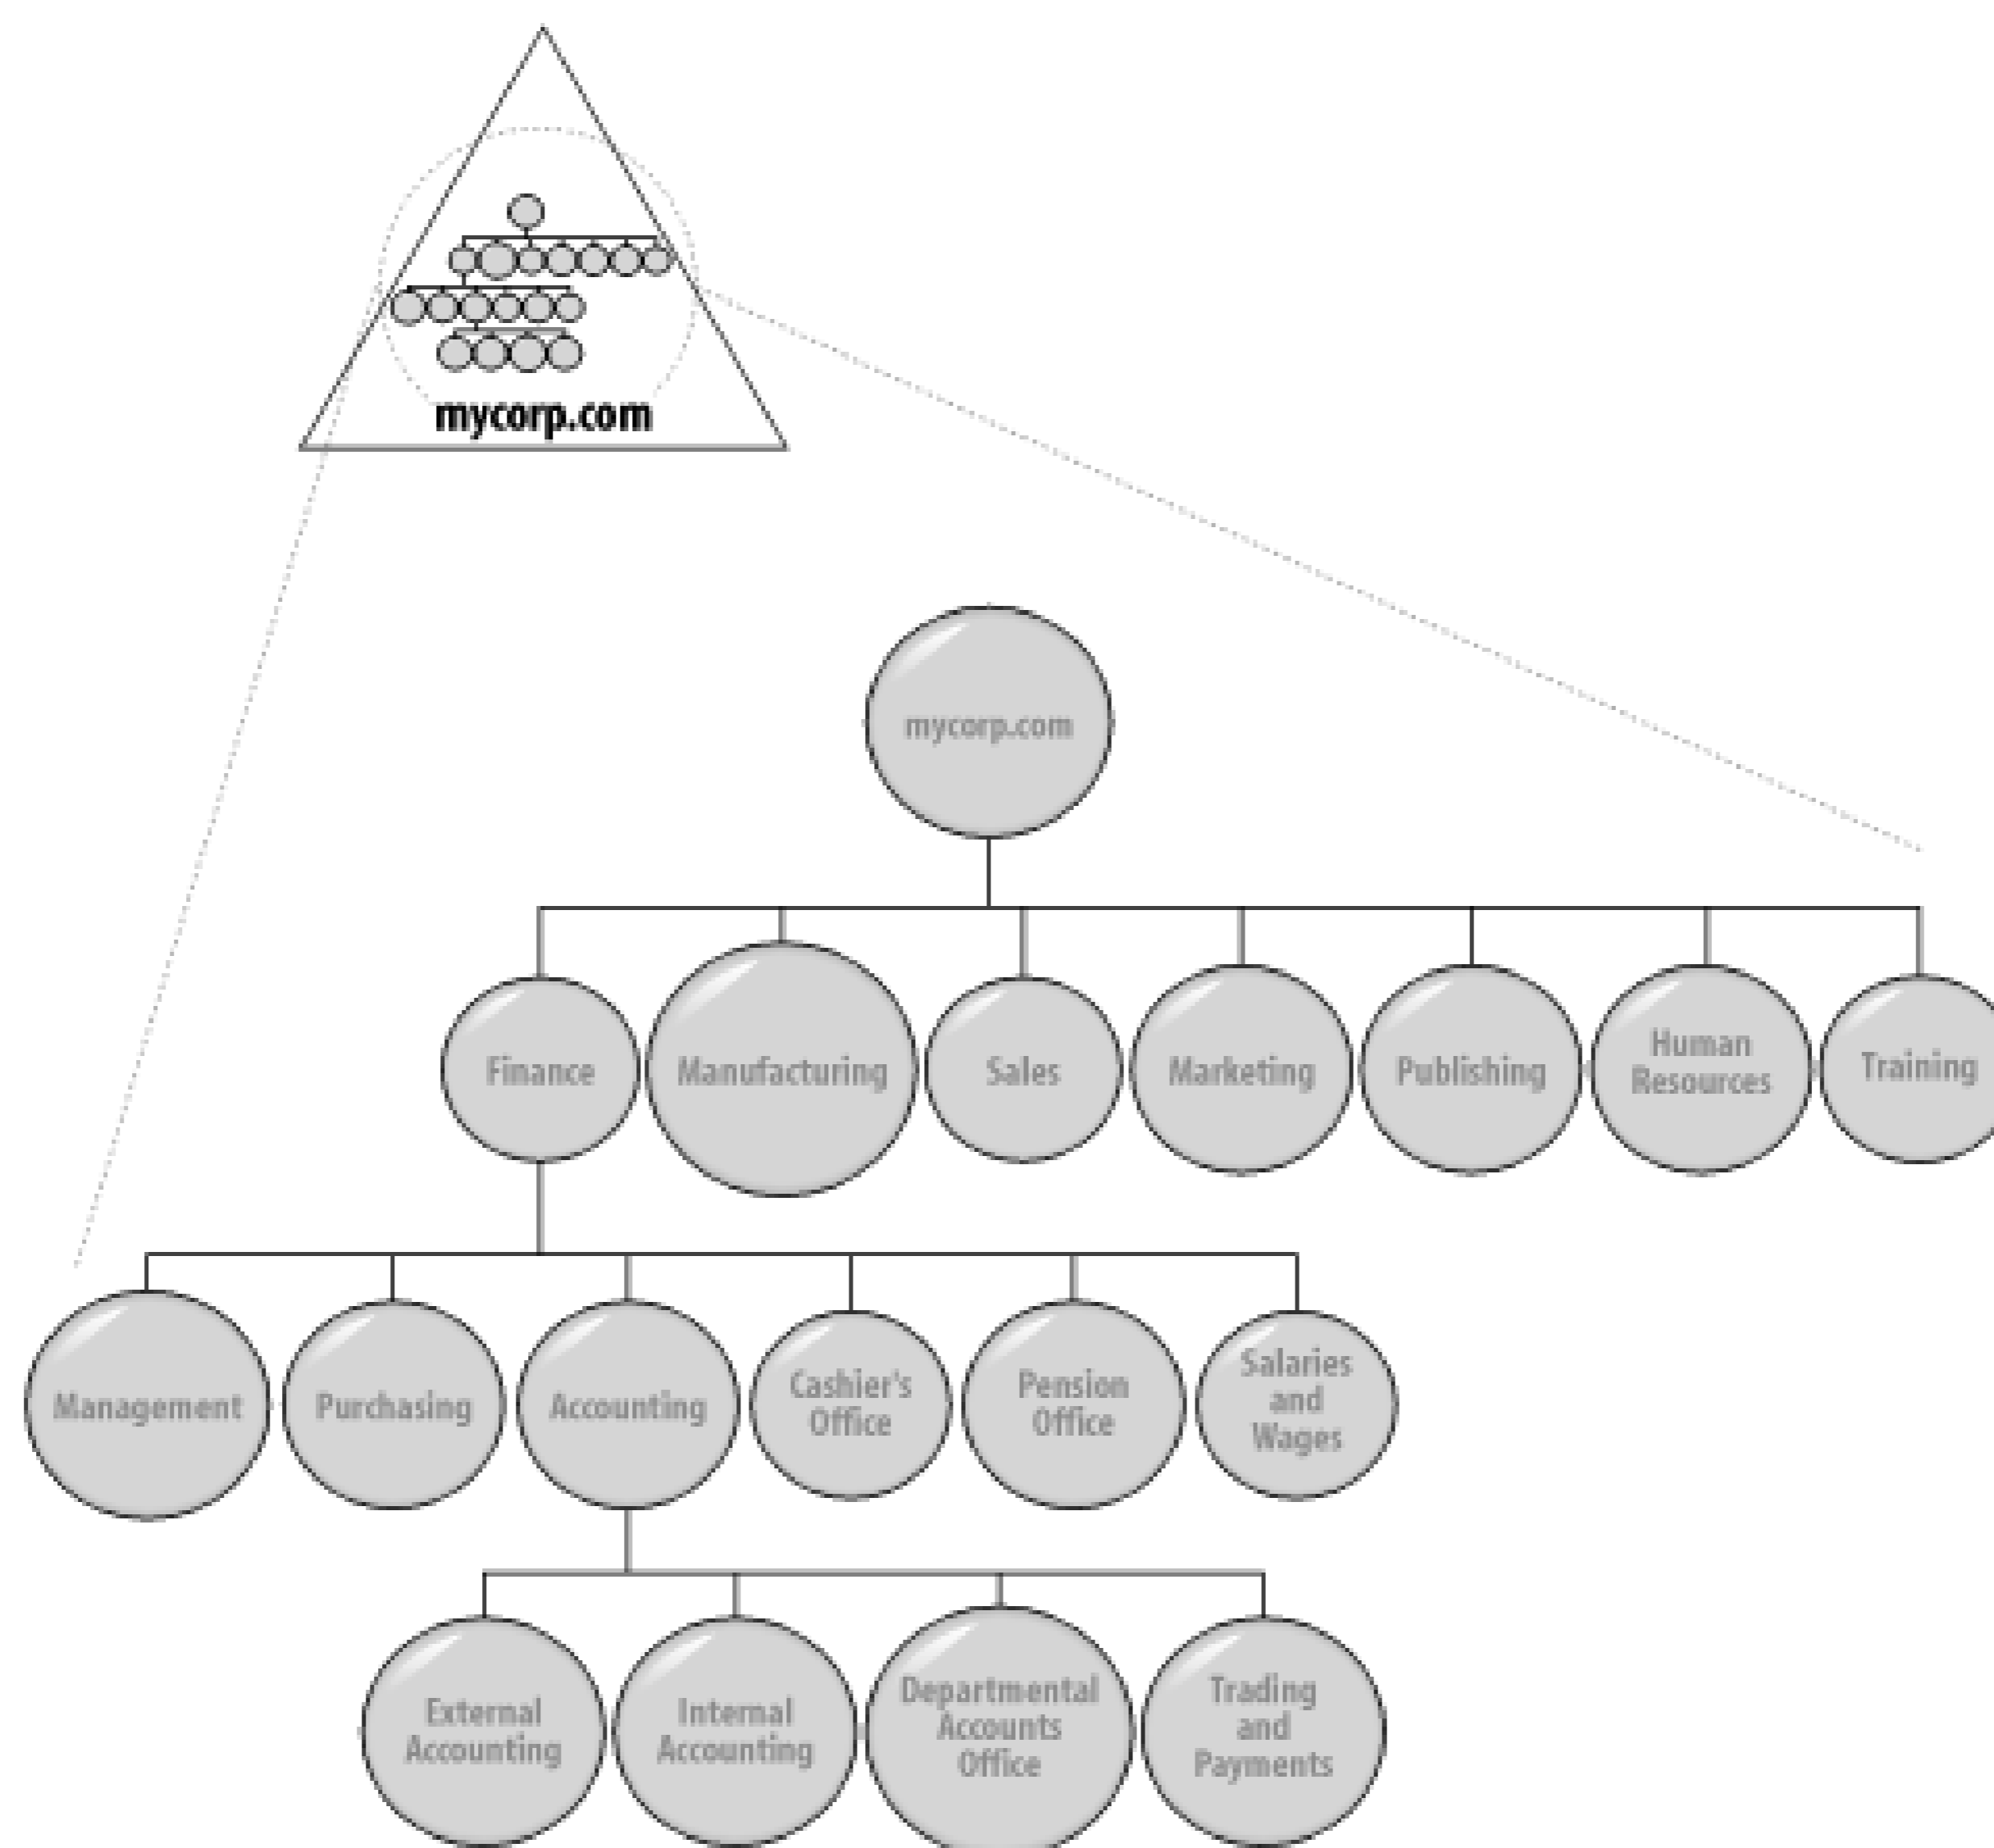 mycorp.com
mycorp.com
Finance
Manufacturing
Sales
Marketing
Publishing
Human
Resources
Training
Management
Purchasing
Accounting
Cashier's
Office
Pension
Office
Salaries
and
Wages
External
Accounting
Internal
Accounting
Departmental
Accounts
Office
Trading
and
Payments